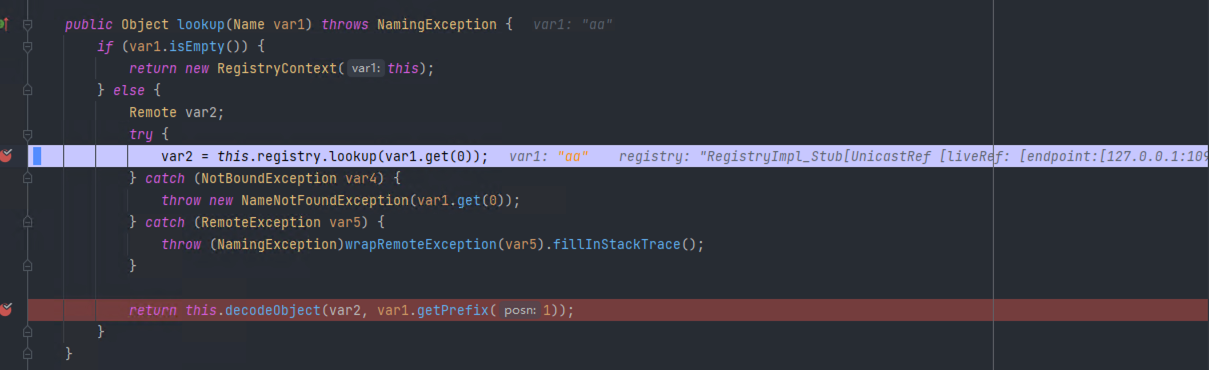 public Object lookup(Name var1) throws NamingException {   var1: "aa"
    if (var1.isEmpty()) {
        return new RegistryContext( var1: this);
    } else {
        Remote var2;
        try {
            var2 = this.registry.lookup(var1.get(0));   var1: "aa"   registry: "RegistryImpl_Stub[UnicastRef [liveRef: [endpoint:[127.0.0.1:109
        } catch (NotBoundException var4) {
            throw new NameNotFoundException(var1.get(0));
        } catch (RemoteException var5) {
            throw (NamingException)wrapRemoteException(var5).fillInStackTrace();
        }
        return this.decodeObject(var2, var1.getPrefix( posn: 1));
    }
}